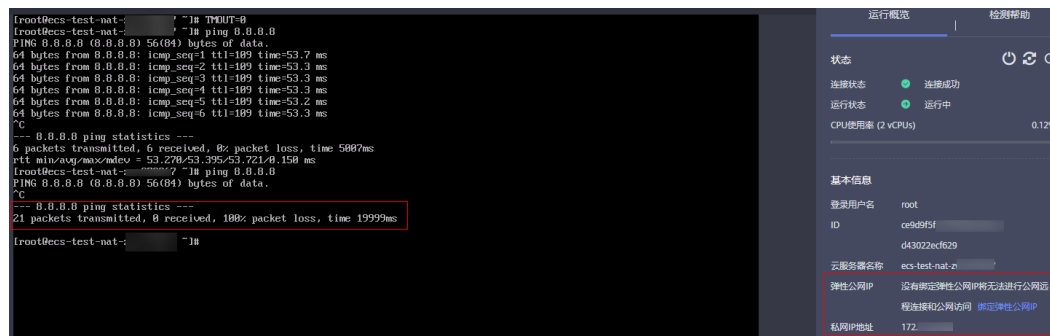 [root@ecs-test-nat- ~]# TMOUT=0
[root@ecs-test-nat- ~]# ping 8.8.8.8
PING 8.8.8.8 (8.8.8.8) 56(84) bytes of data.
64 bytes from 8.8.8.8: icmp_seq=1 ttl=109 time=53.7 ms
64 bytes from 8.8.8.8: icmp_seq=2 ttl=109 time=53.3 ms
64 bytes from 8.8.8.8: icmp_seq=3 ttl=109 time=53.3 ms
64 bytes from 8.8.8.8: icmp_seq=4 ttl=109 time=53.3 ms
64 bytes from 8.8.8.8: icmp_seq=5 ttl=109 time=53.2 ms
64 bytes from 8.8.8.8: icmp_seq=6 ttl=109 time=53.3 ms
^C
--- 8.8.8.8 ping statistics ---
6 packets transmitted, 6 received, 0% packet loss, time 5007ms
rtt min/avg/max/mdev = 53.270/53.395/53.721/0.150 ms
[root@ecs-test-nat- ~]# ping 8.8.8.8
PING 8.8.8.8 (8.8.8.8) 56(84) bytes of data.
^C
--- 8.8.8.8 ping statistics ---
21 packets transmitted, 0 received, 100% packet loss, time 19999ms
[root@ecs-test-nat- ~]#
运行概览 检测帮助
状态
连接状态 连接成功
运行状态 运行中
CPU使用率 (2 vCPUs) 0.12%
基本信息
登录用户名 root
ID ce9d9f5f
d43022ecf629
云服务器名称 ecs-test-nat-z
弹性公网IP 没有绑定弹性公网IP将无法进行公网远
程连接和公网访问 绑定弹性公网IP
私网IP地址 172.